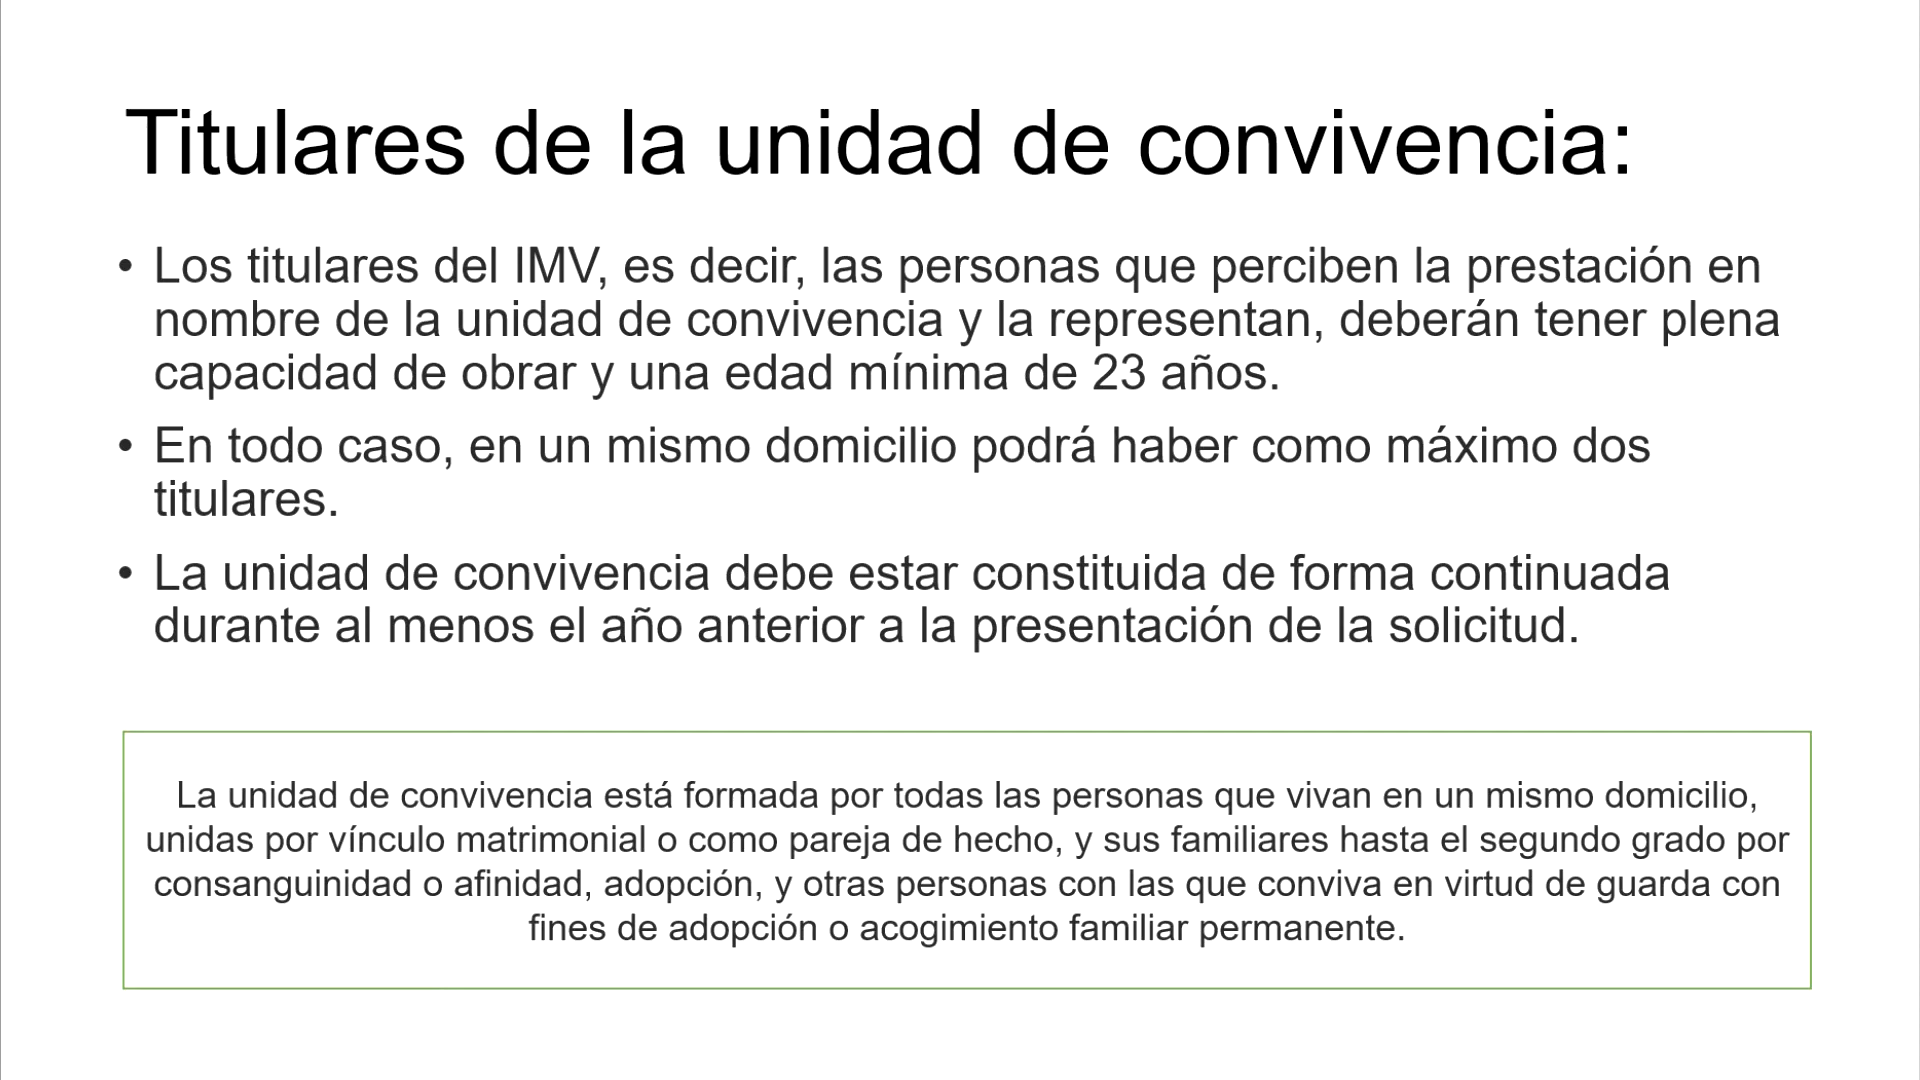 Titulares de la unidad de convivencia:
• Los titulares del IMV, es decir, las personas que perciben la prestación en
nombre de la unidad de convivencia y la representan, deberán tener plena
capacidad de obrar y una edad mínima de 23 años.
• En todo caso, en un mismo domicilio podrá haber como máximo dos
titulares.
• La unidad de convivencia debe estar constituida de forma continuada
durante al menos el año anterior a la presentación de la solicitud.
La unidad de convivencia está formada por todas las personas que vivan en un mismo domicilio,
unidas por vínculo matrimonial o como pareja de hecho, y sus familiares hasta el segundo grado por
consanguinidad o afinidad, adopción, y otras personas con las que conviva en virtud de guarda con
fines de adopción o acogimiento familiar permanente.